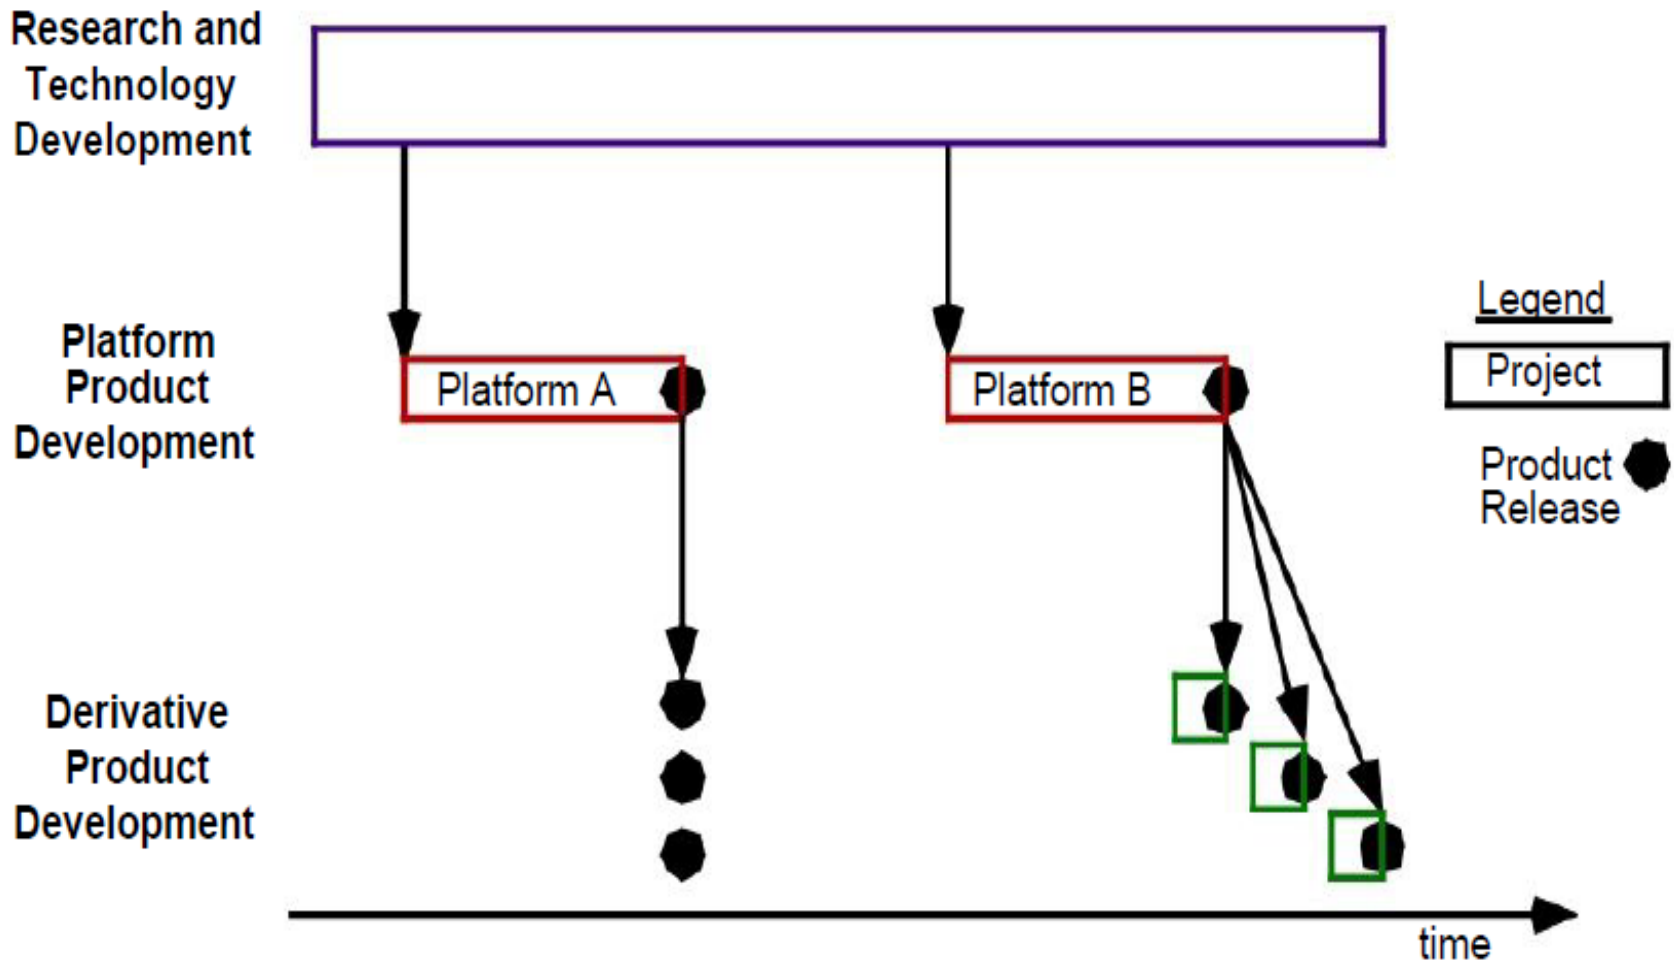 Research and
Technology
Development
Platform
Product
Development
Platform A
Platform B
Legend
Project
Product
Release
Derivative
Product
Development
time